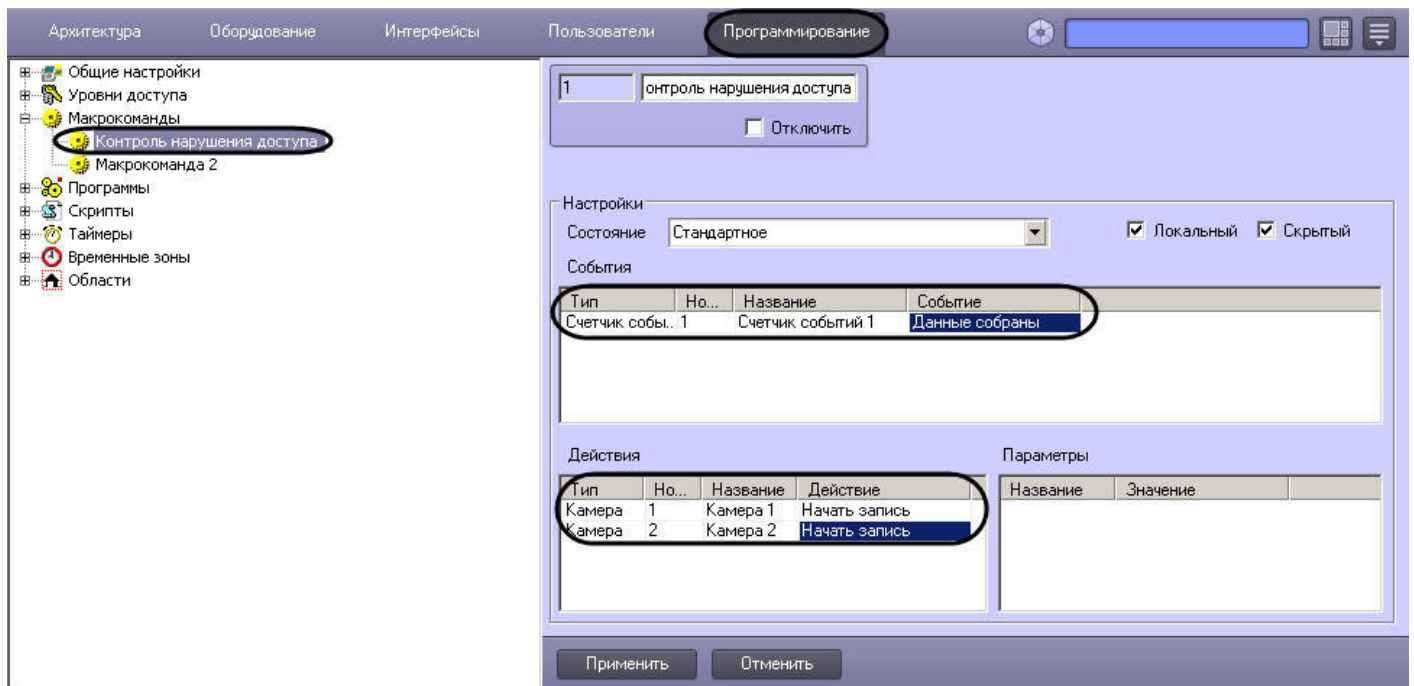 Архитектура Оборудование Интерфейсы Пользователи Программирование
Общие настройки
Уровни доступа
Макрокоманды
Контроль нарушения доступа
Макрокоманда 2
Программы
Скрипты
Таймеры
Временные зоны
Области
1 онтроль нарушения доступа
Отключить
Настройки
Состояние Стандартное Локальный Скрытый
События
Тип Но... Название Событие
Счетчик собы.. 1 Счетчик событий 1 Данные собраны
Действия
Тип Но... Название Действие
Камера 1 Камера 1 Начать запись
Камера 2 Камера 2 Начать запись
Параметры
Название Значение
Применить Отменить